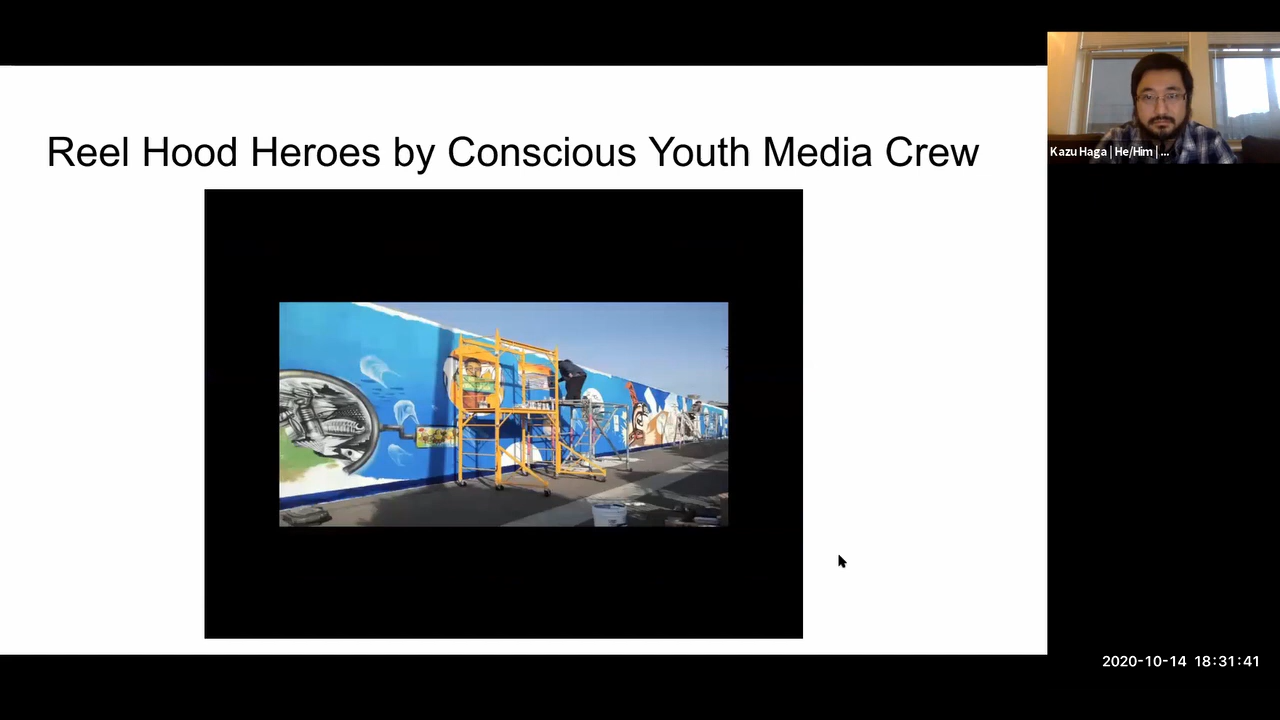 Reel Hood Heroes by Conscious Youth Media Crew
Kazu Haga | He/Him | ...
2020-10-14 18:31:41